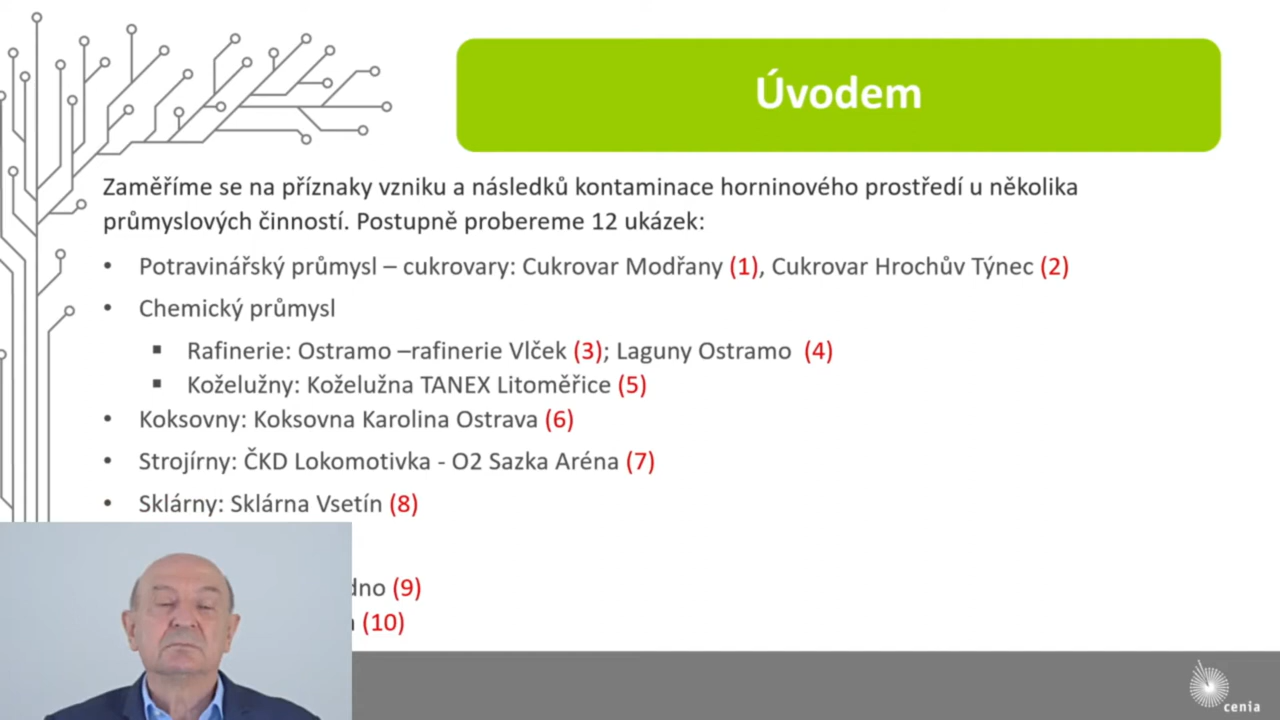 Úvodem
Zaměříme se na příznaky vzniku a následků kontaminace horninového prostředí u několika
průmyslových činností. Postupně probereme 12 ukázek:
• Potravinářský průmysl – cukrovary: Cukrovar Modřany (1), Cukrovar Hrochův Týnec (2)
• Chemický průmysl
▪ Rafinerie: Ostramo –rafinerie Vlček (3); Laguny Ostramo (4)
▪ Koželužny: Koželužna TANEX Litoměřice (5)
• Koksovny: Koksovna Karolina Ostrava (6)
• Strojírny: ČKD Lokomotivka - O2 Sazka Aréna (7)
• Sklárny: Sklárna Vsetín (8)
dno (9)
(10)
cenia